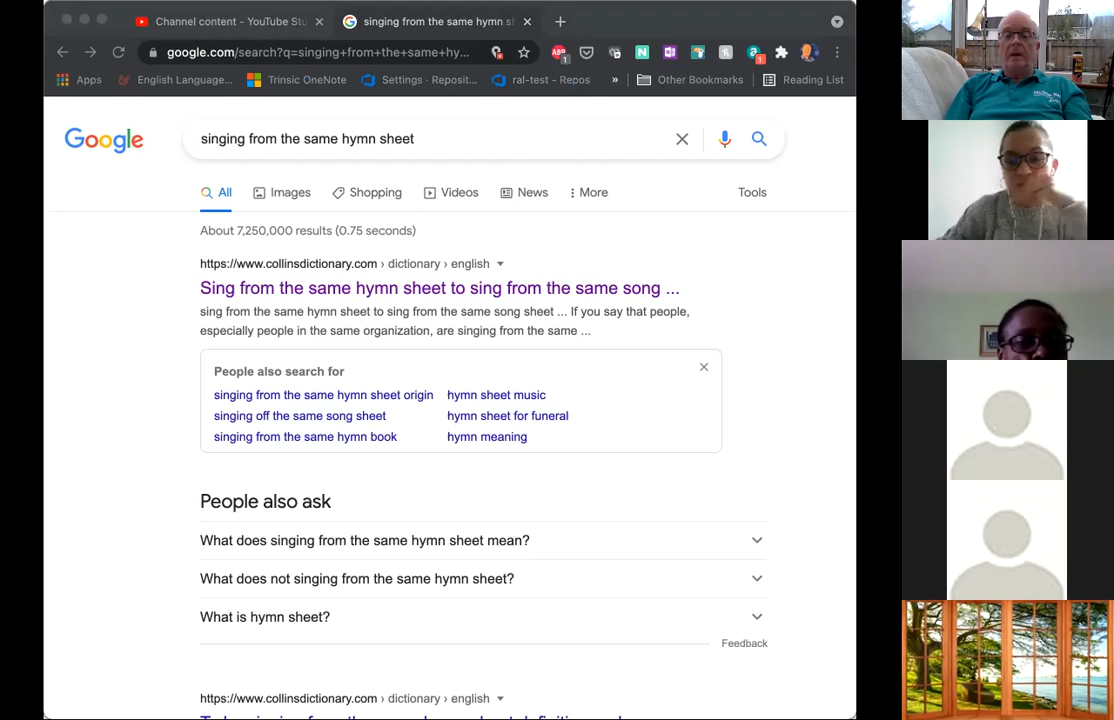 Channel content - YouTube Stu
singing from the same hymn s
google.com/search?q=singing+from+the+same+hy...
Apps
English Language...
Trinsic OneNote
Settings · Reposit...
ral-test - Repos
»
Other Bookmarks
Reading List
Google
singing from the same hymn sheet
All
Images
Shopping
Videos
News
More
Tools
About 7,250,000 results (0.75 seconds)
https://www.collinsdictionary.com › dictionary › english
Sing from the same hymn sheet to sing from the same song ...
sing from the same hymn sheet to sing from the same song sheet ... If you say that people,
especially people in the same organization, are singing from the same ...
People also search for
singing from the same hymn sheet origin
hymn sheet music
singing off the same song sheet
hymn sheet for funeral
singing from the same hymn book
hymn meaning
People also ask
What does singing from the same hymn sheet mean?
What does not singing from the same hymn sheet?
What is hymn sheet?
Feedback
https://www.collinsdictionary.com › dictionary › english